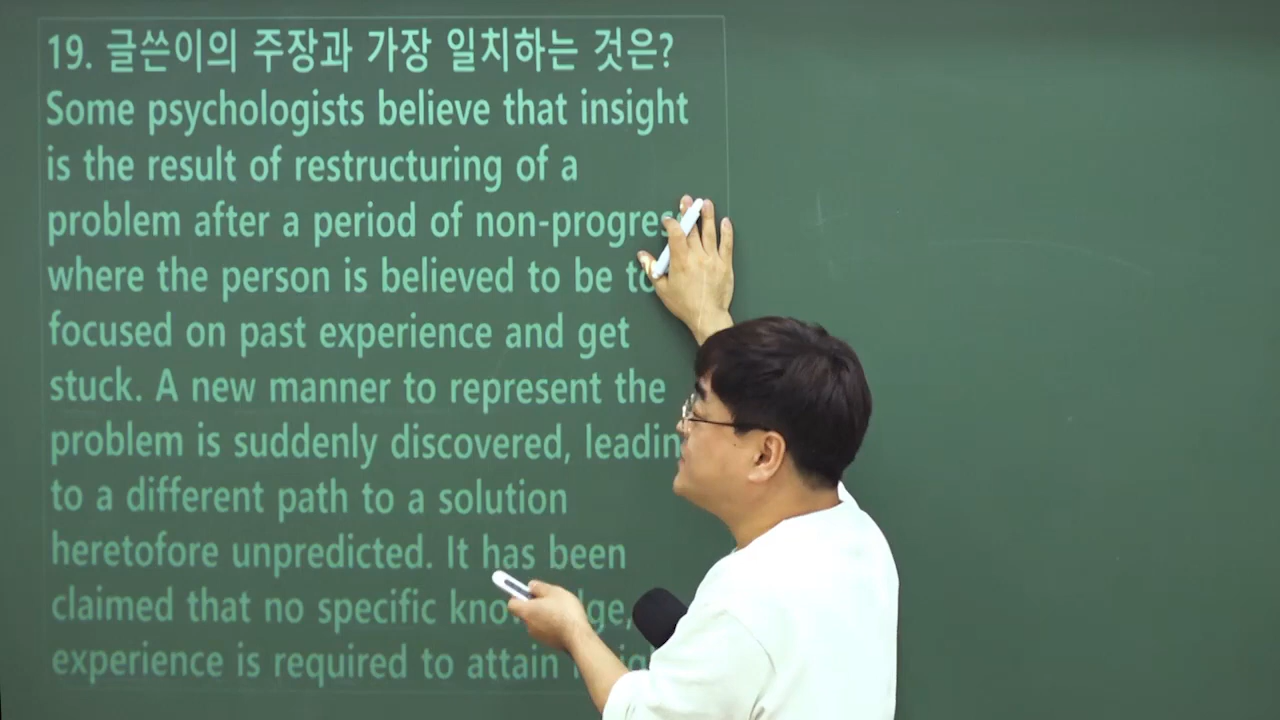 19. 글쓴이의 주장과 가장 일치하는 것은?
Some psychologists believe that insight
is the result of restructuring of a
problem after a period of non-progress
where the person is believed to be
focused on past experience and get
stuck. A new manner to represent the
problem is suddenly discovered, leadin
to a different path to a solution
heretofore unpredicted. It has been
claimed that no specific
experience is required to attain